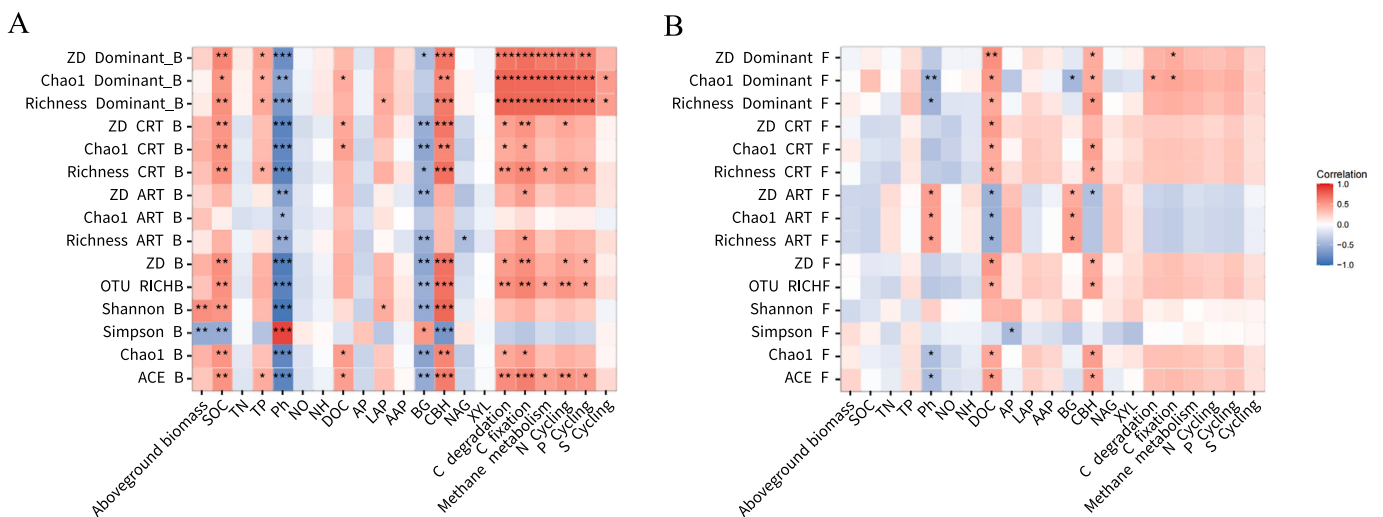 A
ZD Dominant_B
Chao1 Dominant_B
Richness Dominant_B
ZD CRT B
Chao1 CRT B
Richness CRT B
ZD ART B
Chao1 ART B
Richness ART B
ZD B
OTU RICHB
Shannon B
Simpson B
Chao1 B
ACE B
Aboveground biomass
SOC
TN
TP
Ph
NO
NH
DOC
AP
LAP
AAP
BG
CBH
NAG
XYL
C degradation
C fixation
Methane metabolism
N Cycling
P Cycling
S Cycling
B
ZD Dominant F
Chao1 Dominant F
Richness Dominant F
ZD CRT F
Chao1 CRT F
Richness CRT F
ZD ART F
Chao1 ART F
Richness ART F
ZD F
OTU RICHF
Shannon F
Simpson F
Chao1 F
ACE F
Aboveground biomass
SOC
TN
TP
Ph
NO
NH
DOC
AP
LAP
AAP
BG
CBH
NAG
XYL
C degradation
C fixation
Methane metabolism
N Cycling
P Cycling
S Cycling
Correlation
1.0
0.5
0.0
−0.5
−1.0